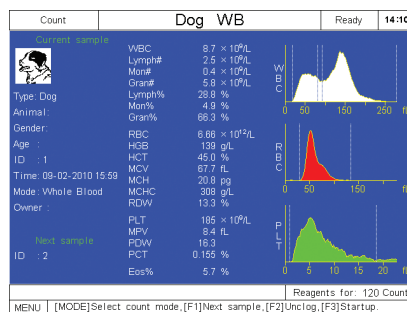 Count Dog WB Ready 14:10
Current sample
Type: Dog
Animal:
Gender:
Age :
ID : 1
Time: 09-02-2010 15:59
Mode: Whole Blood
Owner :
Next sample
ID : 2
WBC 8.7 ×10⁹/L
Lymph# 2.5 ×10⁹/L
Mon# 0.4 ×10⁹/L
Gran# 5.8 ×10⁹/L
Lymph% 28.8 %
Mon% 4.9 %
Gran% 66.3 %
RBC 6.66 ×10¹²/L
HGB 139 g/L
HCT 45.0 %
MCV 67.7 fL
MCH 20.8 pg
MCHC 308 g/L
RDW 13.3 %
PLT 185 ×10⁹/L
MPV 8.4 fL
PDW 16.3
PCT 0.155 %
Eos% 5.7 %
WBC
0 50 150 250 fl
RBC
0 50 150 fl
PLT
0 5 10 15 20 fl
Reagents for: 120 Count
MENU [MODE]Select count mode,[F1]Next sample,[F2]Unclog,[F3]Startup.